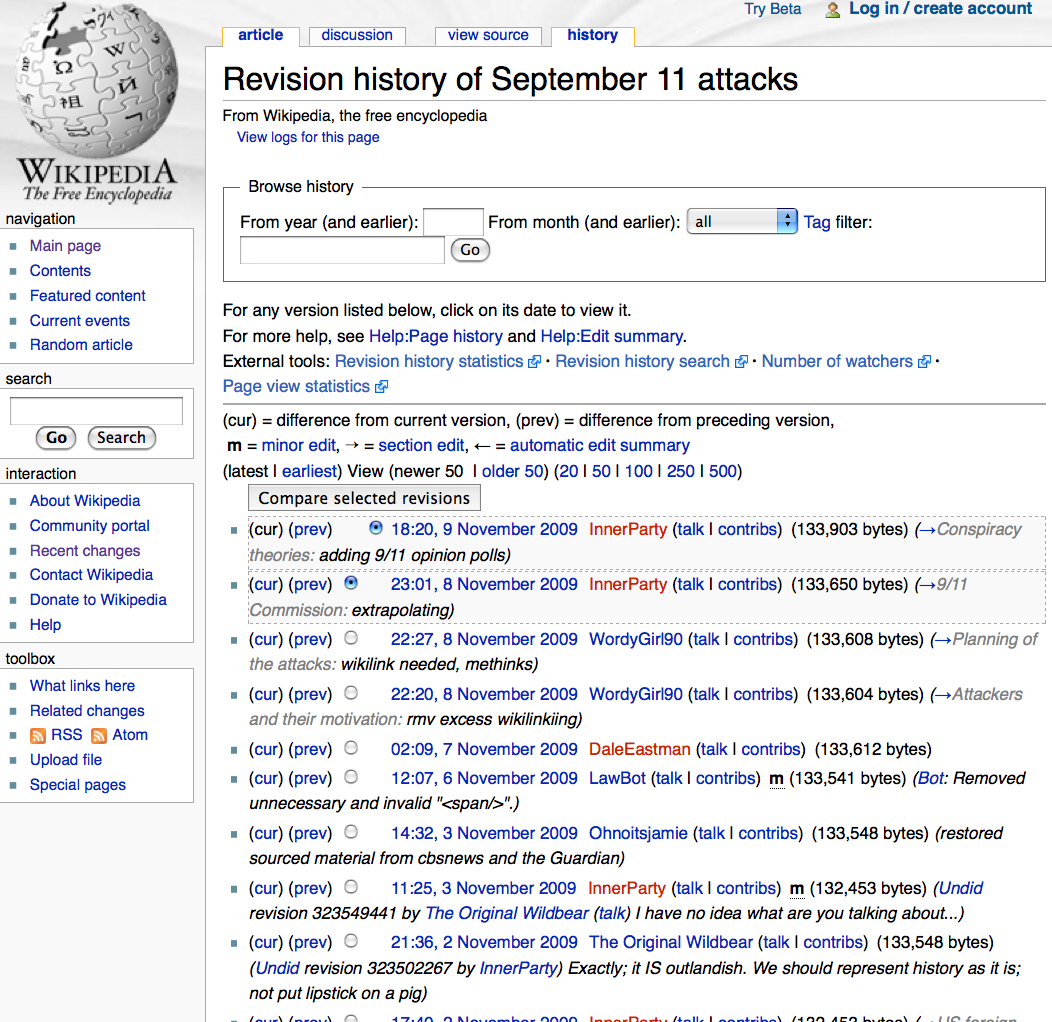 Try Beta Log in / create account
article discussion view source history
Revision history of September 11 attacks
From Wikipedia, the free encyclopedia
View logs for this page
Browse history
From year (and earlier): From month (and earlier): all Tag filter:
Go
For any version listed below, click on its date to view it.
For more help, see Help:Page history and Help:Edit summary.
External tools: Revision history statistics · Revision history search · Number of watchers ·
Page view statistics
(cur) = difference from current version, (prev) = difference from preceding version,
m = minor edit, → = section edit, ← = automatic edit summary
(latest | earliest) View (newer 50 | older 50) (20 | 50 | 100 | 250 | 500)
Compare selected revisions
(cur) (prev) 18:20, 9 November 2009 InnerParty (talk | contribs) (133,903 bytes) (→Conspiracy
theories: adding 9/11 opinion polls)
(cur) (prev) 23:01, 8 November 2009 InnerParty (talk | contribs) (133,650 bytes) (→9/11
Commission: extrapolating)
(cur) (prev) 22:27, 8 November 2009 WordyGirl90 (talk | contribs) (133,608 bytes) (→Planning of
the attacks: wikilink needed, methinks)
(cur) (prev) 22:20, 8 November 2009 WordyGirl90 (talk | contribs) (133,604 bytes) (→Attackers
and their motivation: rmv excess wikilinkiing)
(cur) (prev) 02:09, 7 November 2009 DaleEastman (talk | contribs) (133,612 bytes)
(cur) (prev) 12:07, 6 November 2009 LawBot (talk | contribs) m (133,541 bytes) (Bot: Removed
unnecessary and invalid "<span/>".)
(cur) (prev) 14:32, 3 November 2009 Ohnoitsjamie (talk | contribs) (133,548 bytes) (restored
sourced material from cbsnews and the Guardian)
(cur) (prev) 11:25, 3 November 2009 InnerParty (talk | contribs) m (132,453 bytes) (Undid
revision 323549441 by The Original Wildbear (talk) I have no idea what are you talking about...)
(cur) (prev) 21:36, 2 November 2009 The Original Wildbear (talk | contribs) (133,548 bytes)
(Undid revision 323502267 by InnerParty) Exactly; it IS outlandish. We should represent history as it is;
not put lipstick on a pig)
(cur) (prev) 17:40, 2 November 2009 InnerParty (talk | contribs) (132,453 bytes) (→US foreign
WIKIPEDIA
The Free Encyclopedia
navigation
Main page
Contents
Featured content
Current events
Random article
search
Go Search
interaction
About Wikipedia
Community portal
Recent changes
Contact Wikipedia
Donate to Wikipedia
Help
toolbox
What links here
Related changes
RSS Atom
Upload file
Special pages